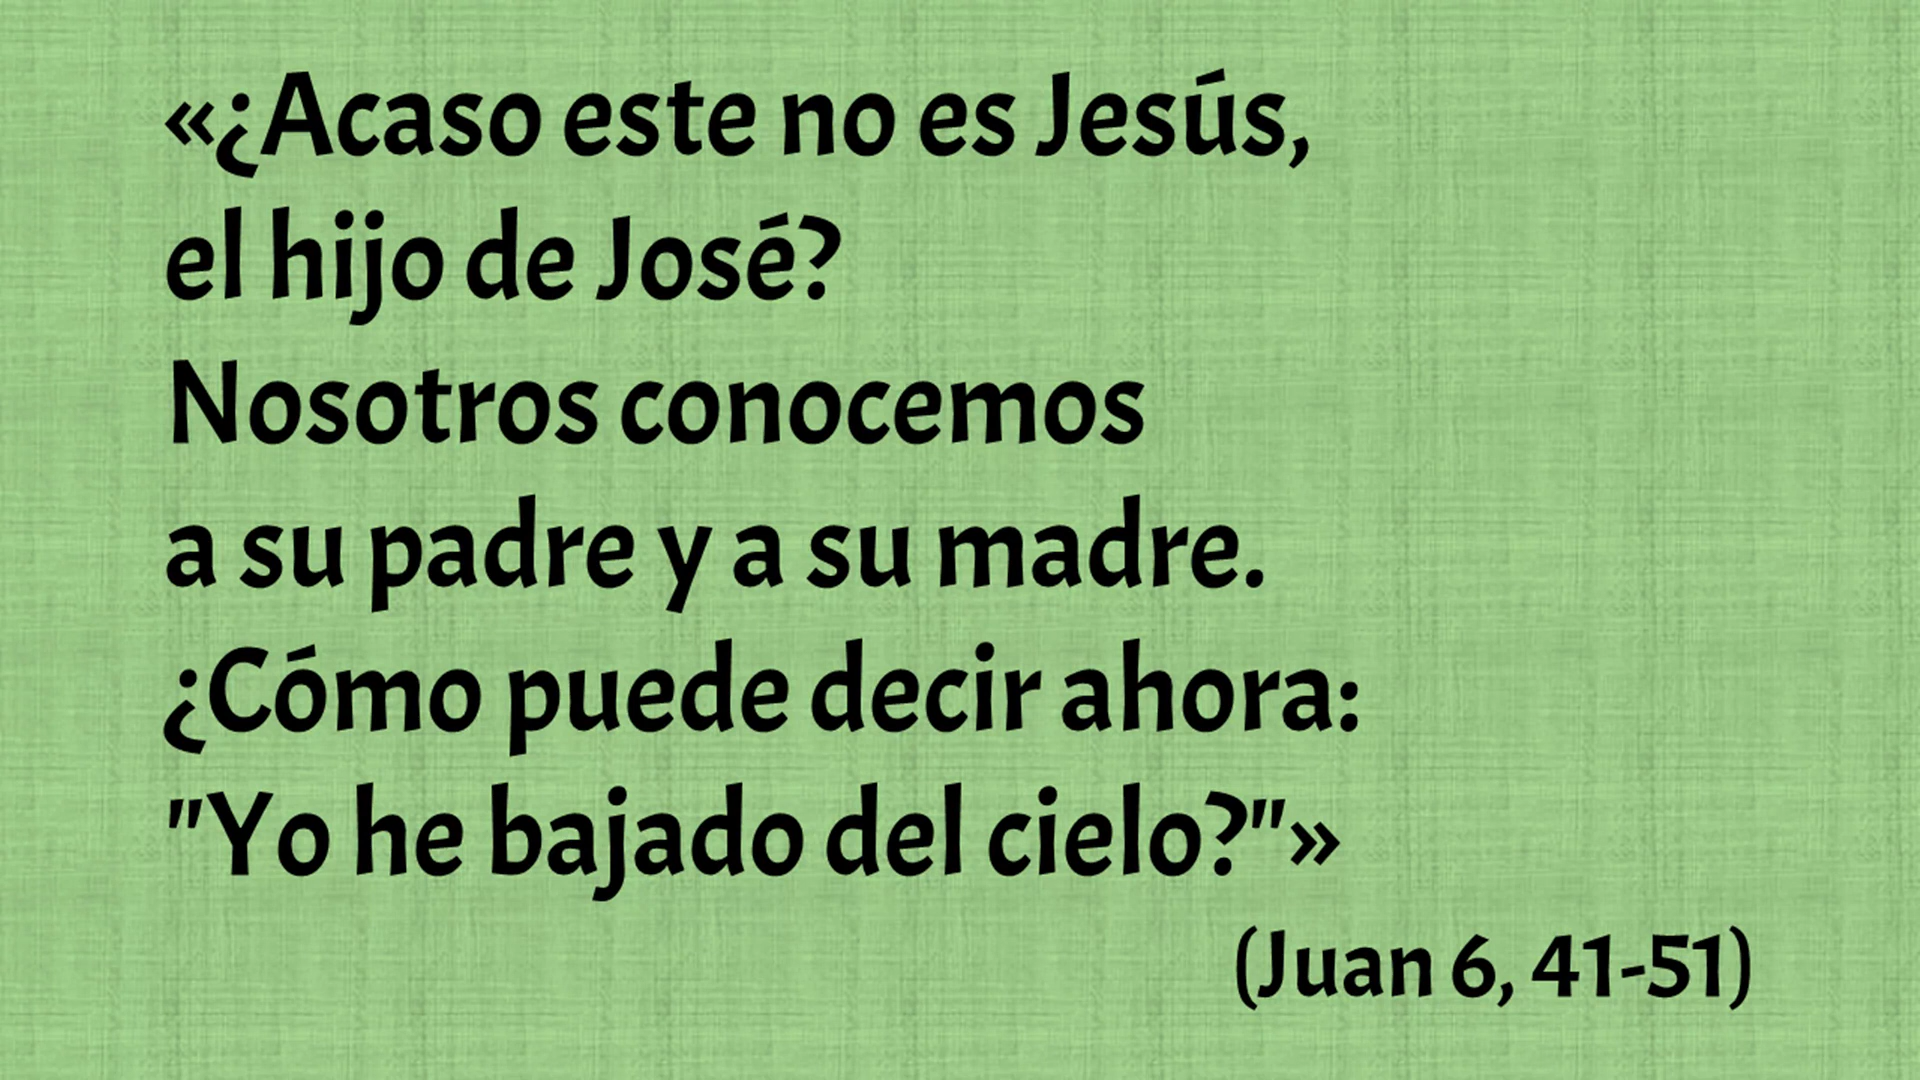 «¿Acaso este no es Jesús,
el hijo de José?
Nosotros conocemos
a su padre y a su madre.
¿Cómo puede decir ahora:
"Yo he bajado del cielo?"»
(Juan 6, 41-51)